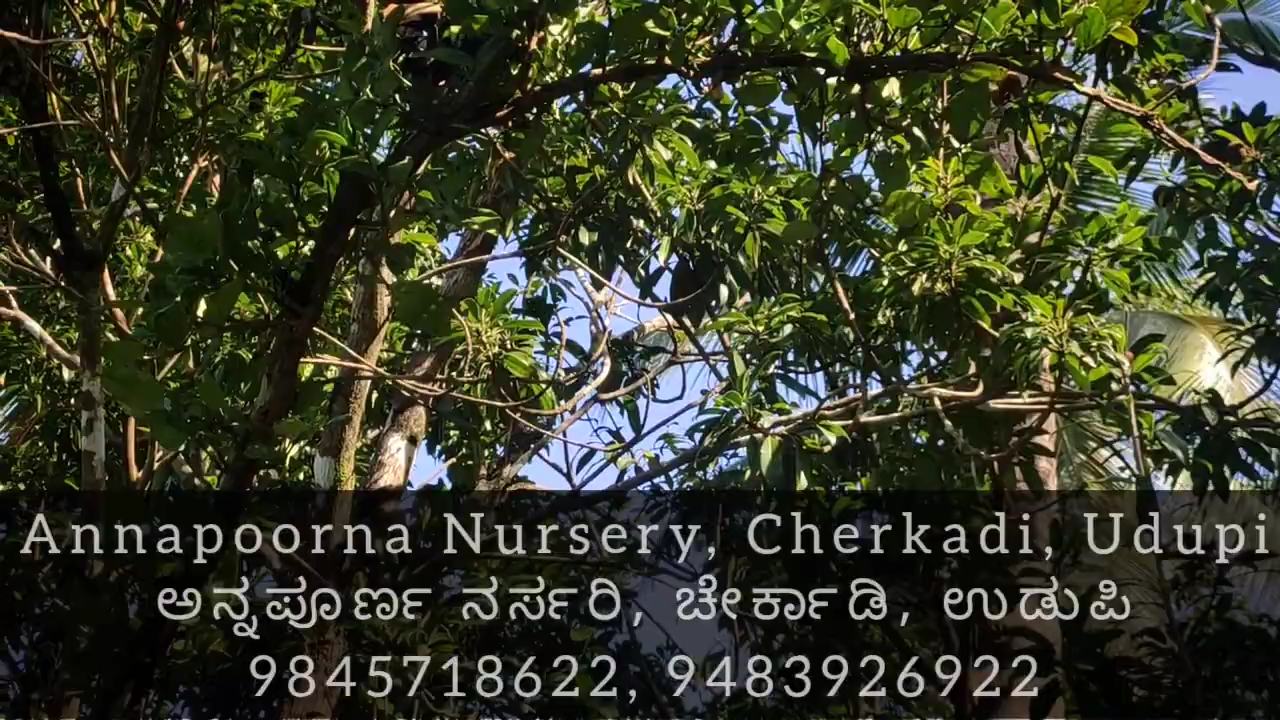 Annapoorna Nursery, Cherkadi, Udupi
ಅನ್ನಪೂರ್ಣ ನರ್ಸರಿ, ಚೇರ್ಕಾಡಿ, ಉಡುಪಿ
9845718622, 9483926922